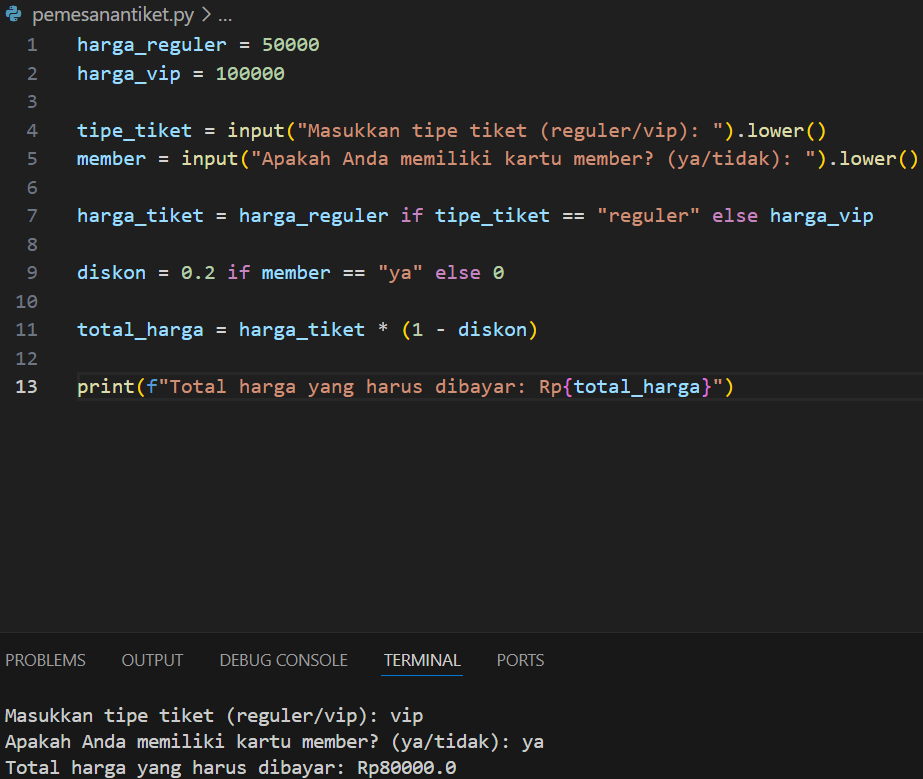 pemesanantiket.py > ...
1 harga_reguler = 50000
2 harga_vip = 100000
3
4 tipe_tiket = input("Masukkan tipe tiket (reguler/vip): ").lower()
5 member = input("Apakah Anda memiliki kartu member? (ya/tidak): ").lower()
6
7 harga_tiket = harga_reguler if tipe_tiket == "reguler" else harga_vip
8
9 diskon = 0.2 if member == "ya" else 0
10
11 total_harga = harga_tiket * (1 - diskon)
12
13 print(f"Total harga yang harus dibayar: Rp{total_harga}")
PROBLEMS OUTPUT DEBUG CONSOLE TERMINAL PORTS
Masukkan tipe tiket (reguler/vip): vip
Apakah Anda memiliki kartu member? (ya/tidak): ya
Total harga yang harus dibayar: Rp80000.0